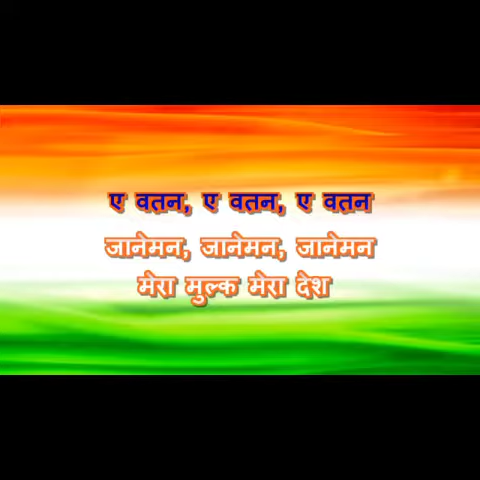 ए वतन, ए वतन, ए वतन
जानेमन, जानेमन, जानेमन
मेरा मुल्क मेरा देश